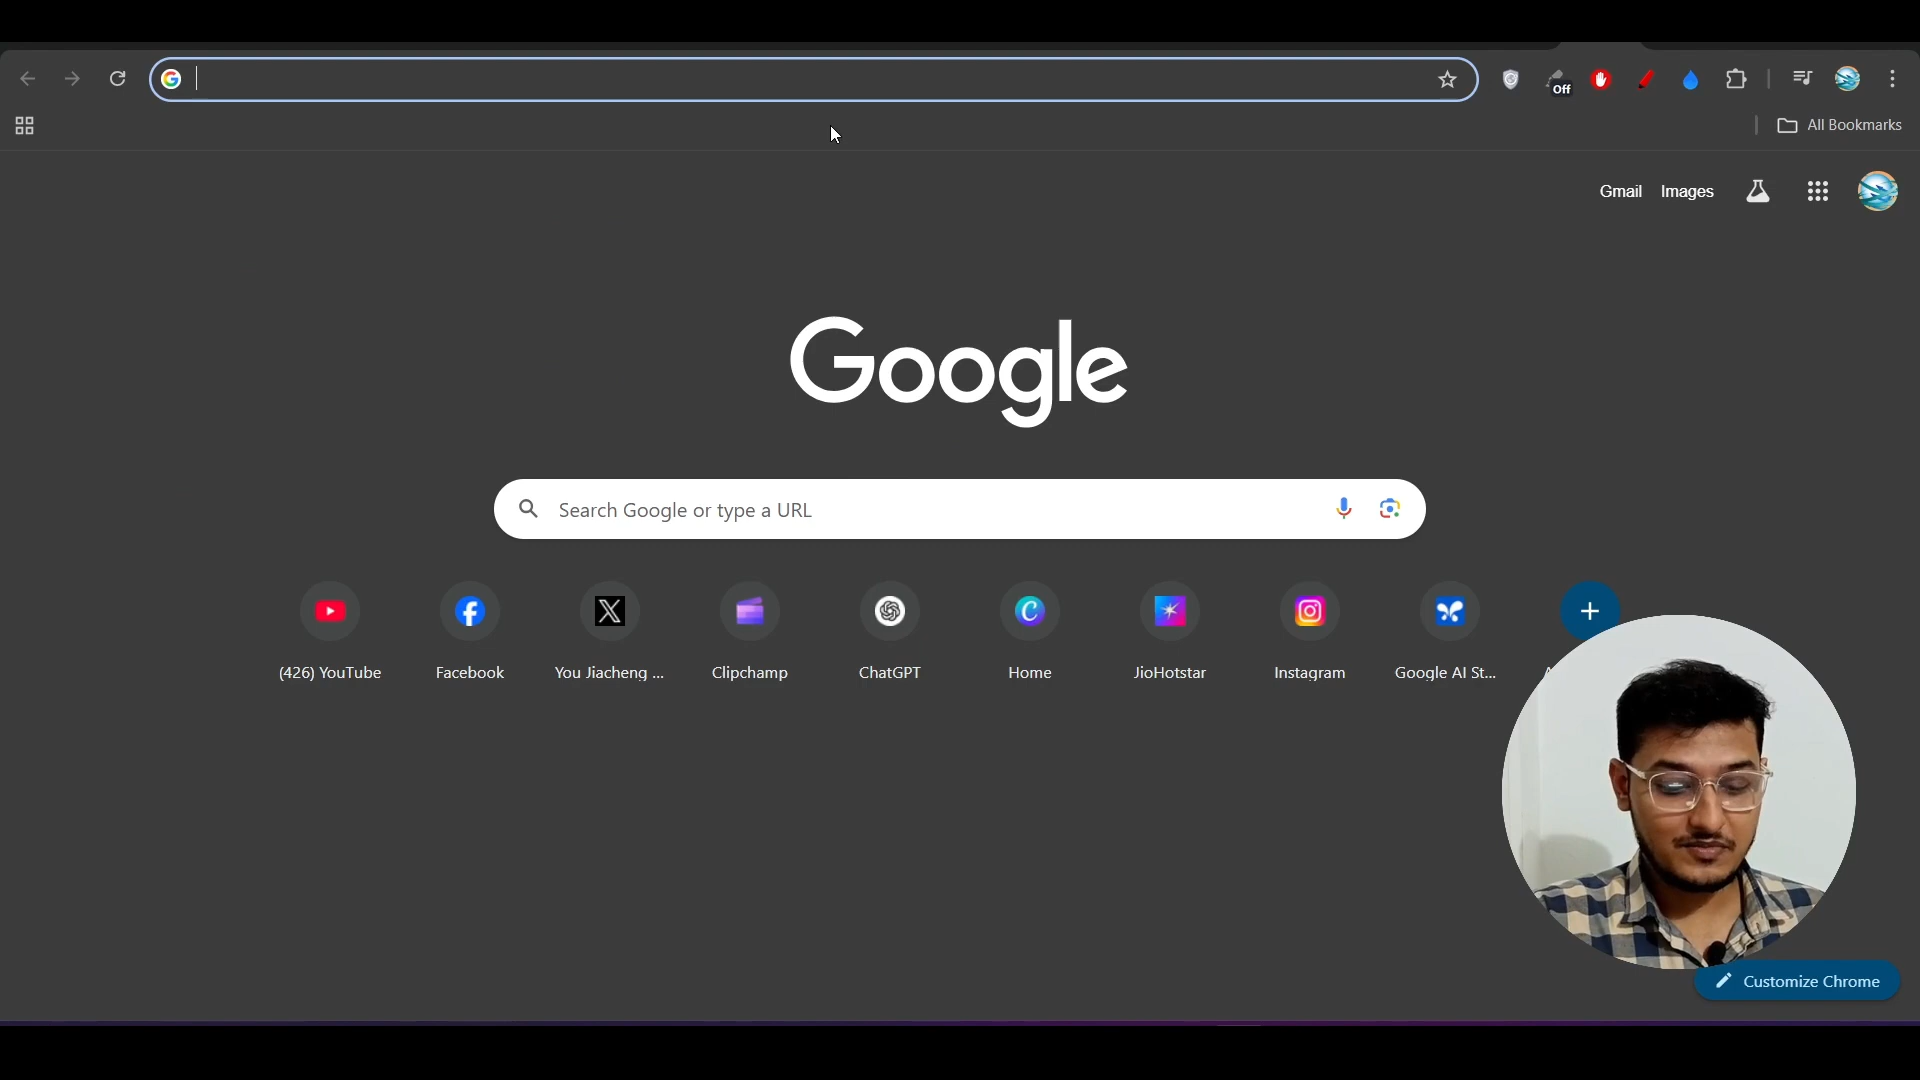 Off
All Bookmarks
Gmail Images
Google
Search Google or type a URL
(426) YouTube Facebook You Jiacheng ... Clipchamp ChatGPT Home JioHotstar Instagram Google AI St...
Customize Chrome